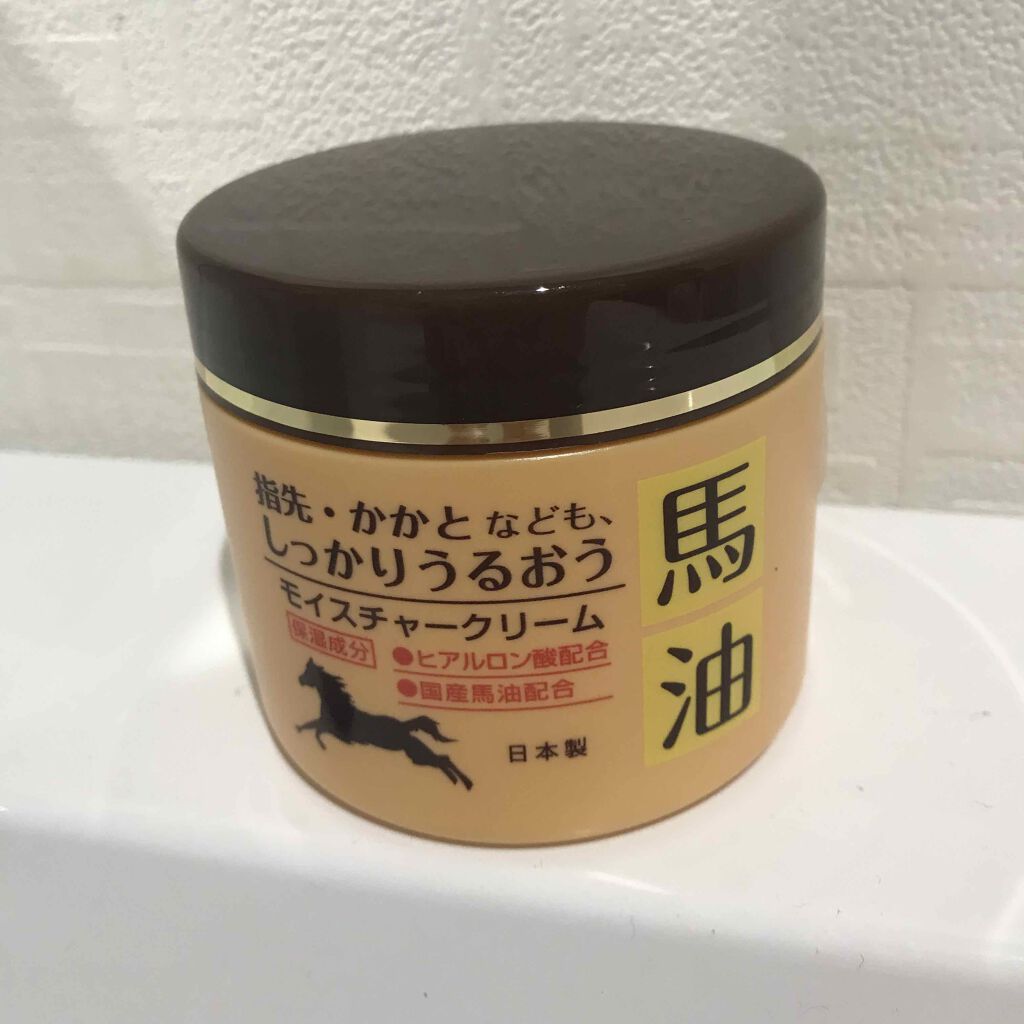 指先・かかとなども、
しっかりうるおう
モイスチャークリーム
保湿成分
●ヒアルロン酸配合
●国産馬油配合
日本製
馬油